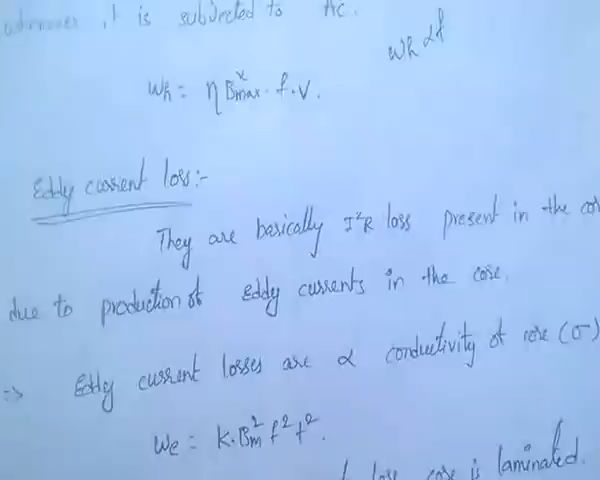 it is subjected to Ac.
Wh α f
Wh = η Bmax^x . f . V.
Eddy current loss :-
They are basically I²R loss present in the co
due to production of Eddy currents in the core.
=> Eddy current losses are α conductivity of core (σ)
We = K.Bm² f² t².
core is laminated.